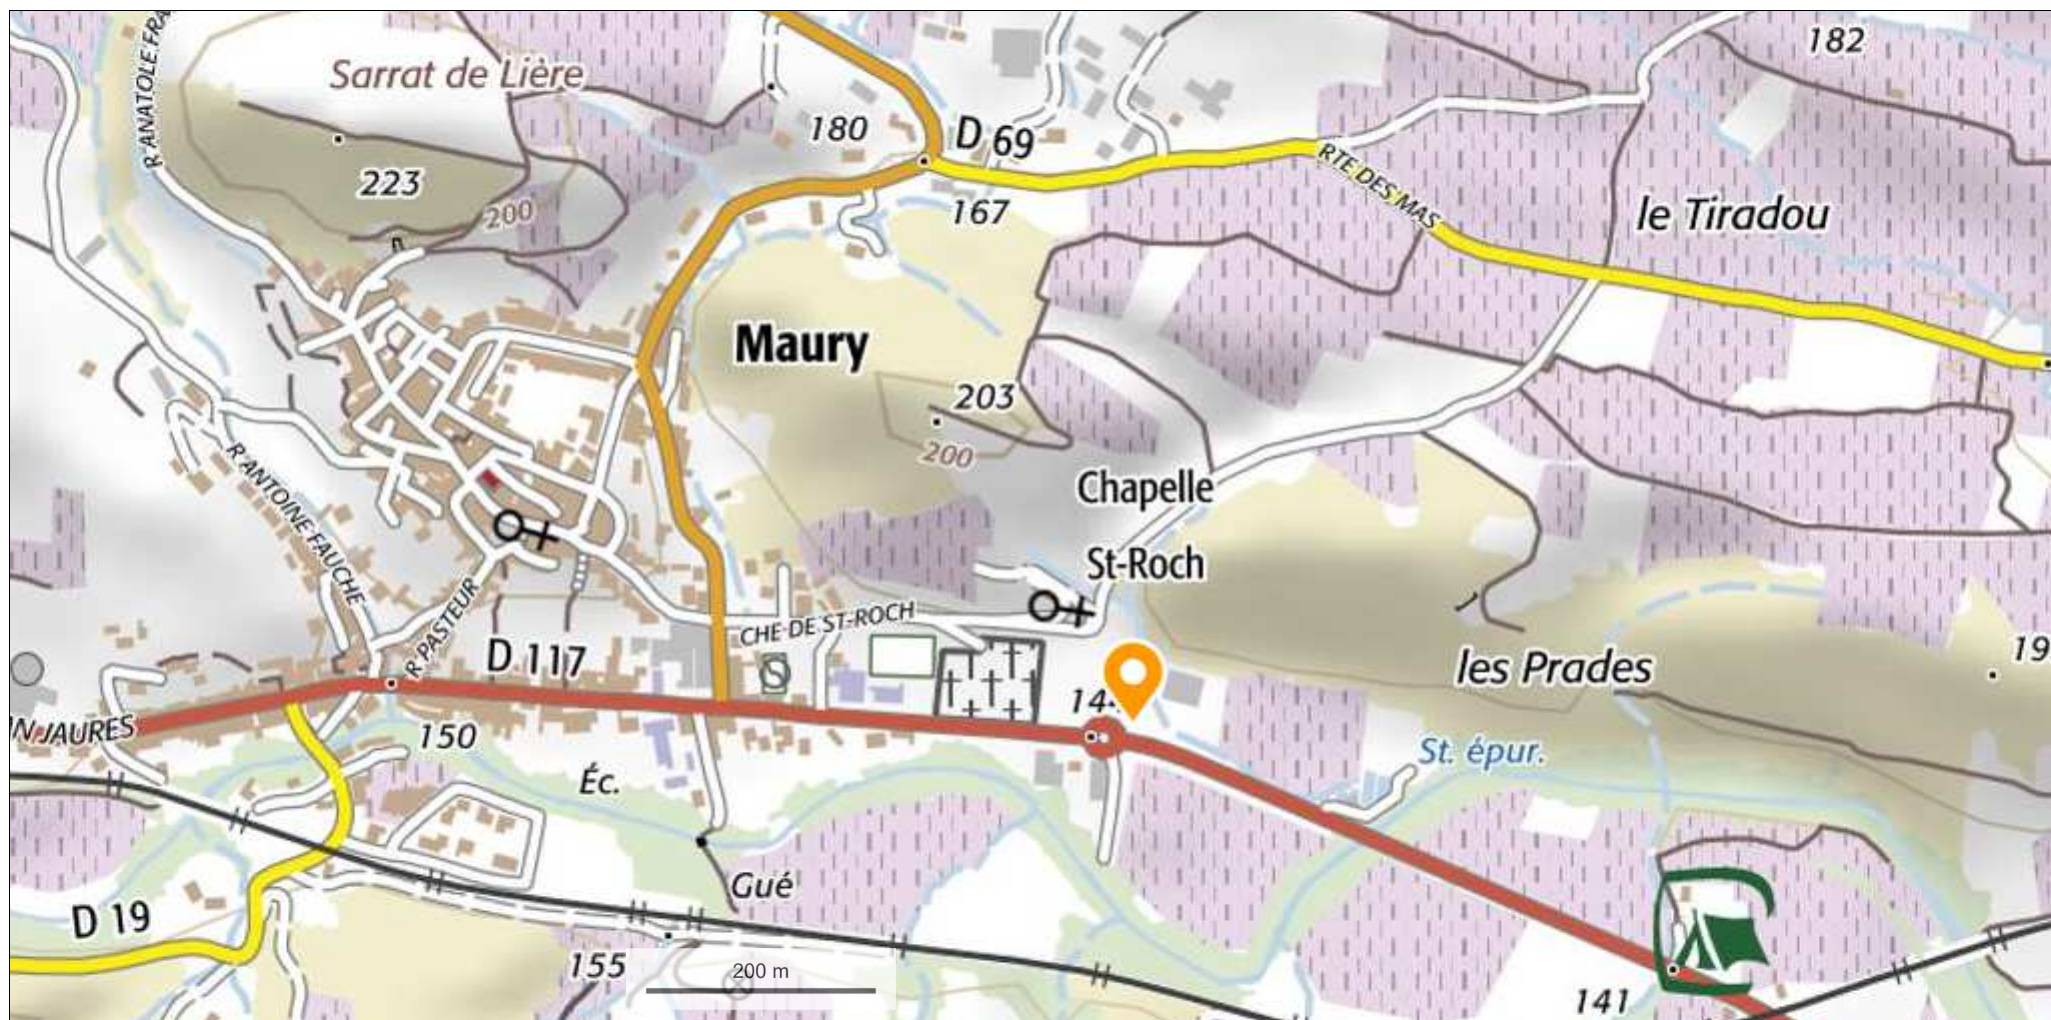 R ANATOLE FRA
Sarrat de Lière
182
180
D 69
223
200
167
RTE DES MAS
le Tiradou
Maury
203
200
Chapelle
St-Roch
R ANTOINE FAUCHE
R PASTEUR
CHE DE ST-ROCH
D 117
les Prades
19
N JAURES
150
Éc.
St. épur.
Gué
D 19
155
200 m
141